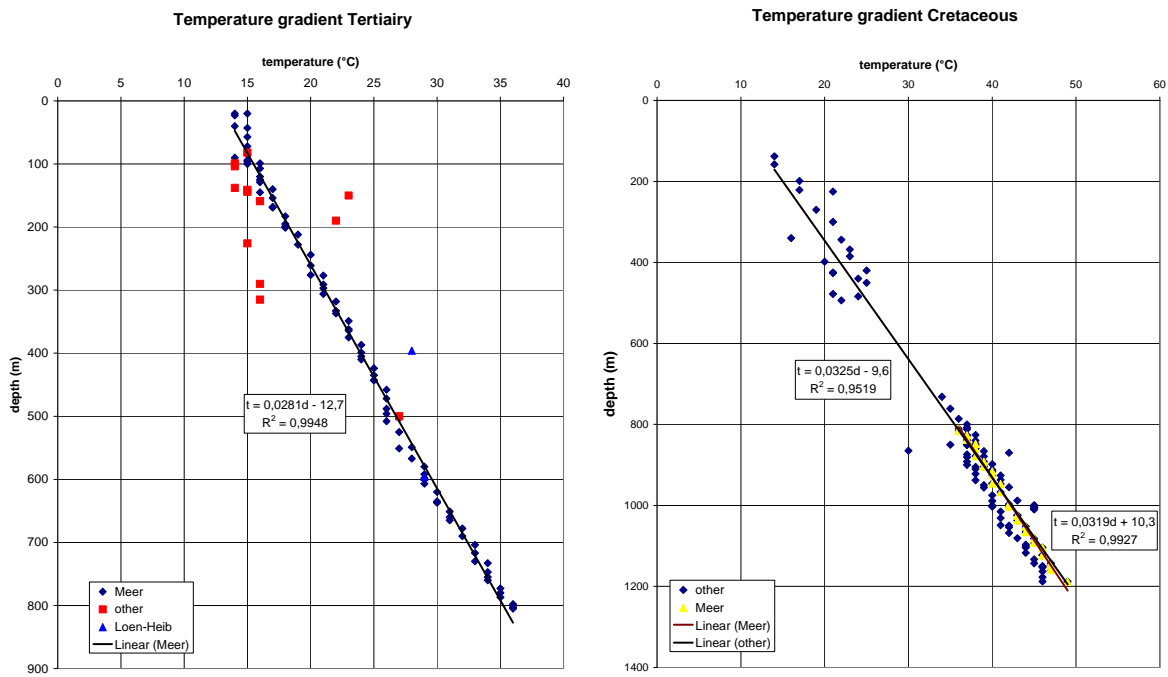 Temperature gradient Tertiairy
temperature (°C)
0 5 10 15 20 25 30 35 40
0
100
200
300
400
500
600
700
800
900
depth (m)
t = 0,0281d - 12,7
R² = 0,9948
Meer
other
Loen-Heib
Linear (Meer)
Temperature gradient Cretaceous
temperature (°C)
0 10 20 30 40 50 60
0
200
400
600
800
1000
1200
1400
depth (m)
t = 0,0325d - 9,6
R² = 0,9519
t = 0,0319d + 10,3
R² = 0,9927
other
Meer
Linear (Meer)
Linear (other)